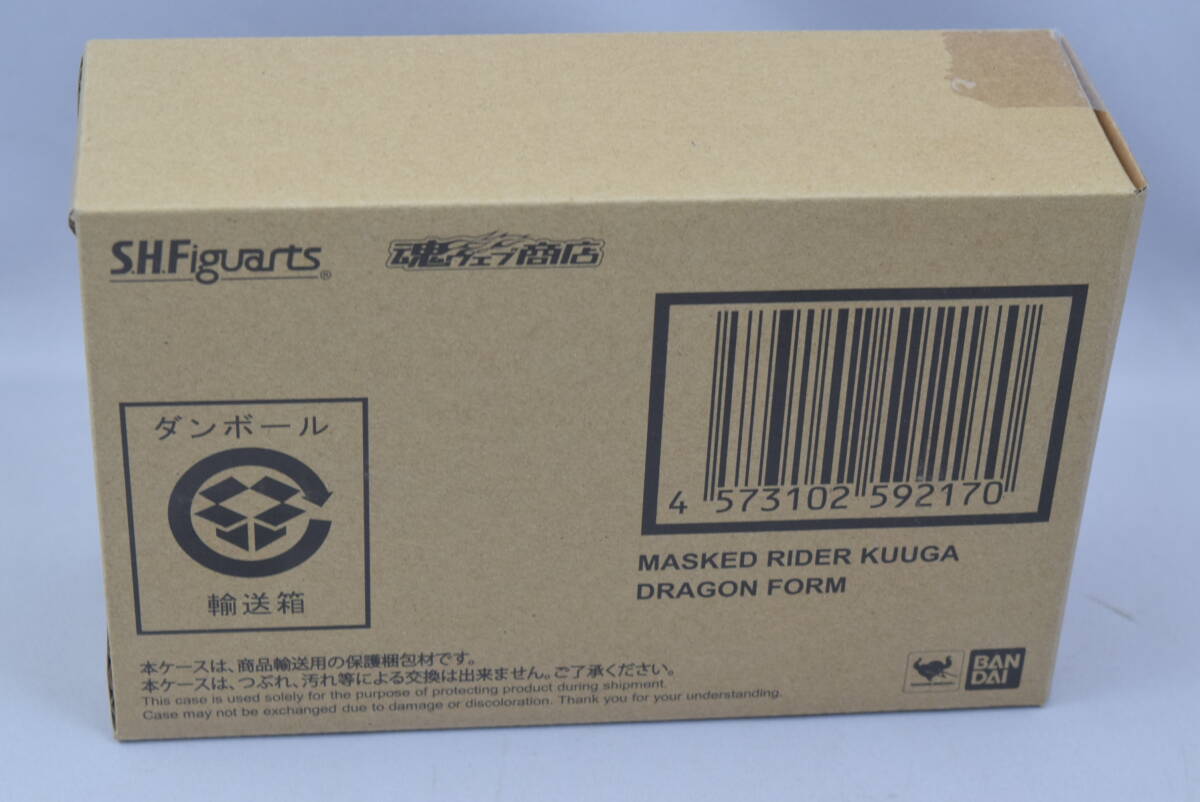 S.H.Figuarts®
魂ウェブ商店
ダンボール
輸送箱
4 573102 592170
MASKED RIDER KUUGA
DRAGON FORM
本ケースは、商品輸送用の保護梱包材です。
本ケースは、つぶれ、汚れ等による交換は出来ません。ご了承ください。
This case is used solely for the purpose of protecting product during shipment.
Case may not be exchanged due to damage or discoloration. Thank you for your understanding.
BAN
DAI